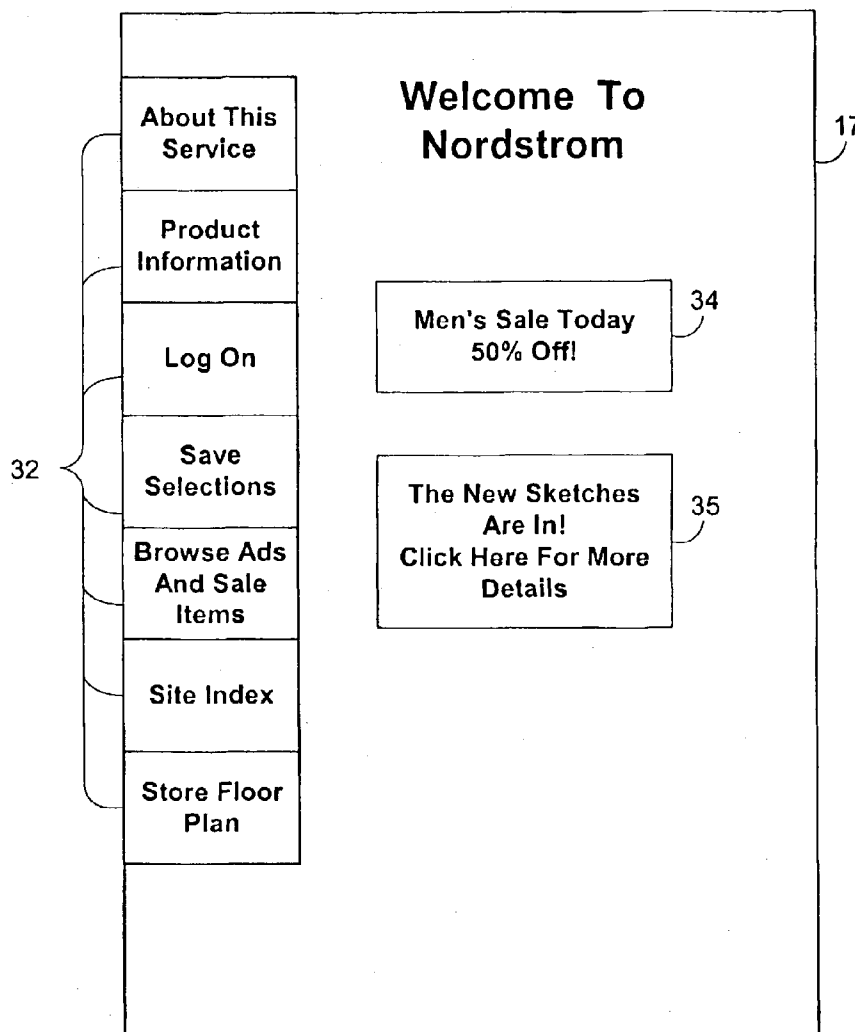 Welcome To
Nordstrom
17
About This
Service
Product
Information
Log On
Save
Selections
Browse Ads
And Sale
Items
Site Index
Store Floor
Plan
32
Men's Sale Today
50% Off!
34
The New Sketches
Are In!
Click Here For More
Details
35